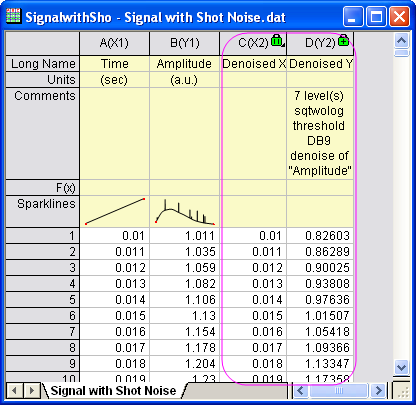 SignalwithSho - Signal with Shot Noise.dat
A(X1) B(Y1) C(X2) D(Y2)
Long Name Time Amplitude Denoised X Denoised Y
Units (sec) (a.u.)
Comments 7 level(s)
sqtwolog
threshold
DB9
denoise of
"Amplitude"
F(x)
Sparklines
1 0.01 1.011 0.01 0.82603
2 0.011 1.035 0.011 0.86289
3 0.012 1.059 0.012 0.90025
4 0.013 1.082 0.013 0.93808
5 0.014 1.106 0.014 0.97636
6 0.015 1.13 0.015 1.01507
7 0.016 1.154 0.016 1.05418
8 0.017 1.178 0.017 1.09366
9 0.018 1.204 0.018 1.13347
10 0.019 1.23 0.019 1.17358
Signal with Shot Noise